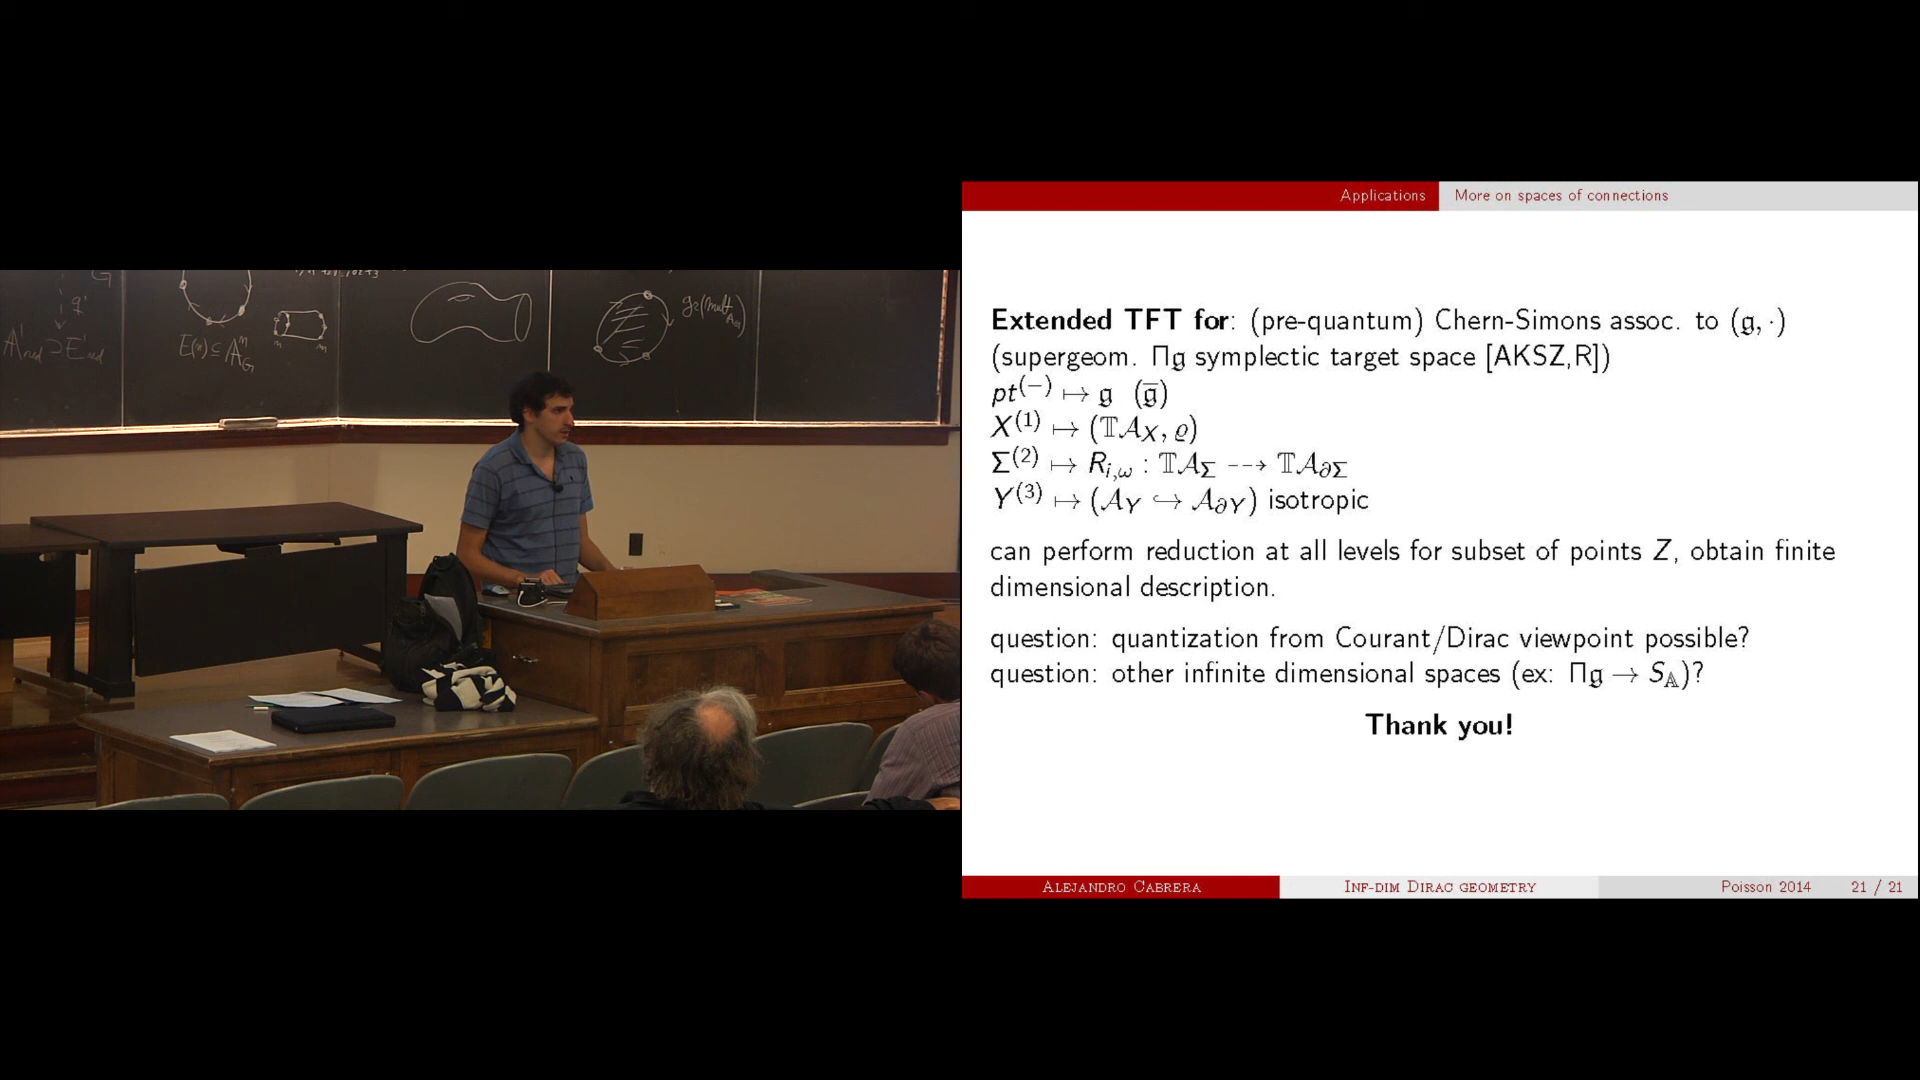 G
q
A'red ⊃ E'red
E(n) ⊆ 𝔸ⁿ_G
Applications
More on spaces of connections
Extended TFT for: (pre-quantum) Chern-Simons assoc. to (𝔤, ·)
(supergeom. Π𝔤 symplectic target space [AKSZ,R])
pt⁽⁻⁾ ↦ 𝔤 (𝔤̅)
X⁽¹⁾ ↦ (𝕋𝒜_X, ϱ)
Σ⁽²⁾ ↦ R_{i,ω} : 𝕋𝒜_Σ ⇢ 𝕋𝒜_{∂Σ}
Y⁽³⁾ ↦ (𝒜_Y ↪ 𝒜_{∂Y}) isotropic
can perform reduction at all levels for subset of points Z, obtain finite
dimensional description.
question: quantization from Courant/Dirac viewpoint possible?
question: other infinite dimensional spaces (ex: Π𝔤 → S_𝔸)?
Thank you!
Alejandro Cabrera
Inf-dim Dirac geometry
Poisson 2014
21 / 21